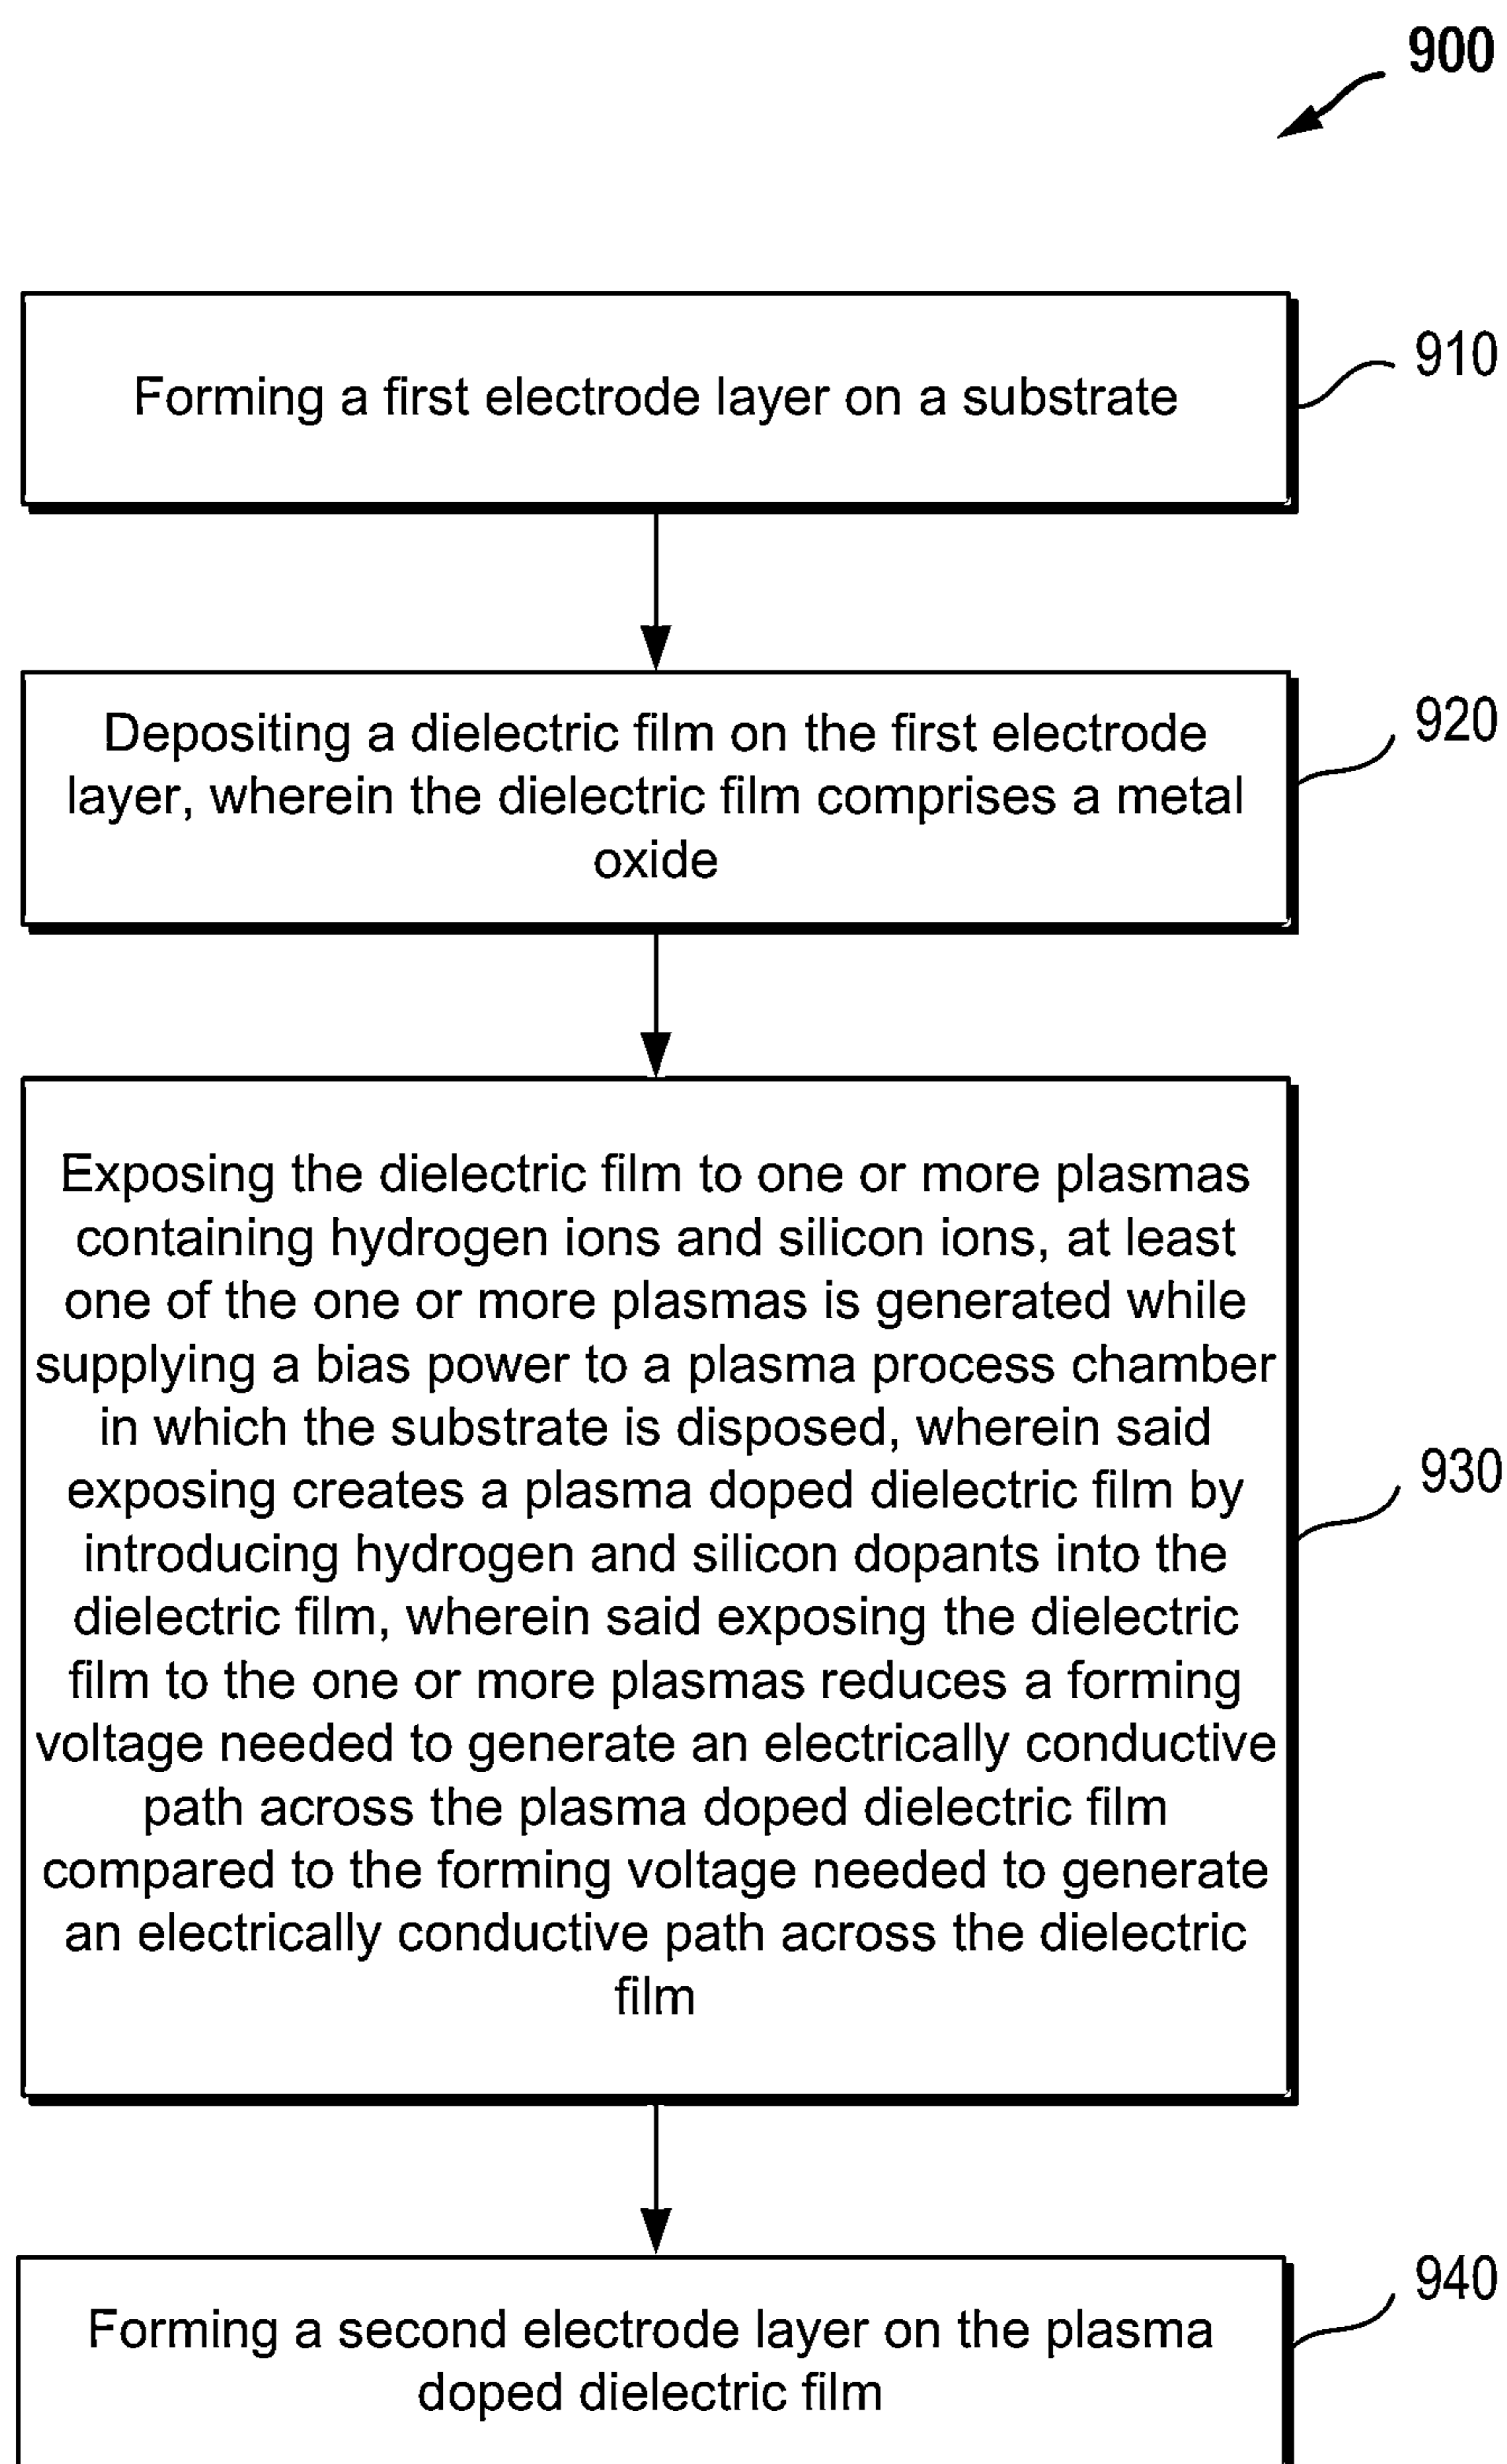 900
Forming a first electrode layer on a substrate
910
Depositing a dielectric film on the first electrode
layer, wherein the dielectric film comprises a metal
oxide
920
Exposing the dielectric film to one or more plasmas
containing hydrogen ions and silicon ions, at least
one of the one or more plasmas is generated while
supplying a bias power to a plasma process chamber
in which the substrate is disposed, wherein said
exposing creates a plasma doped dielectric film by
introducing hydrogen and silicon dopants into the
dielectric film, wherein said exposing the dielectric
film to the one or more plasmas reduces a forming
voltage needed to generate an electrically conductive
path across the plasma doped dielectric film
compared to the forming voltage needed to generate
an electrically conductive path across the dielectric
film
930
Forming a second electrode layer on the plasma
doped dielectric film
940